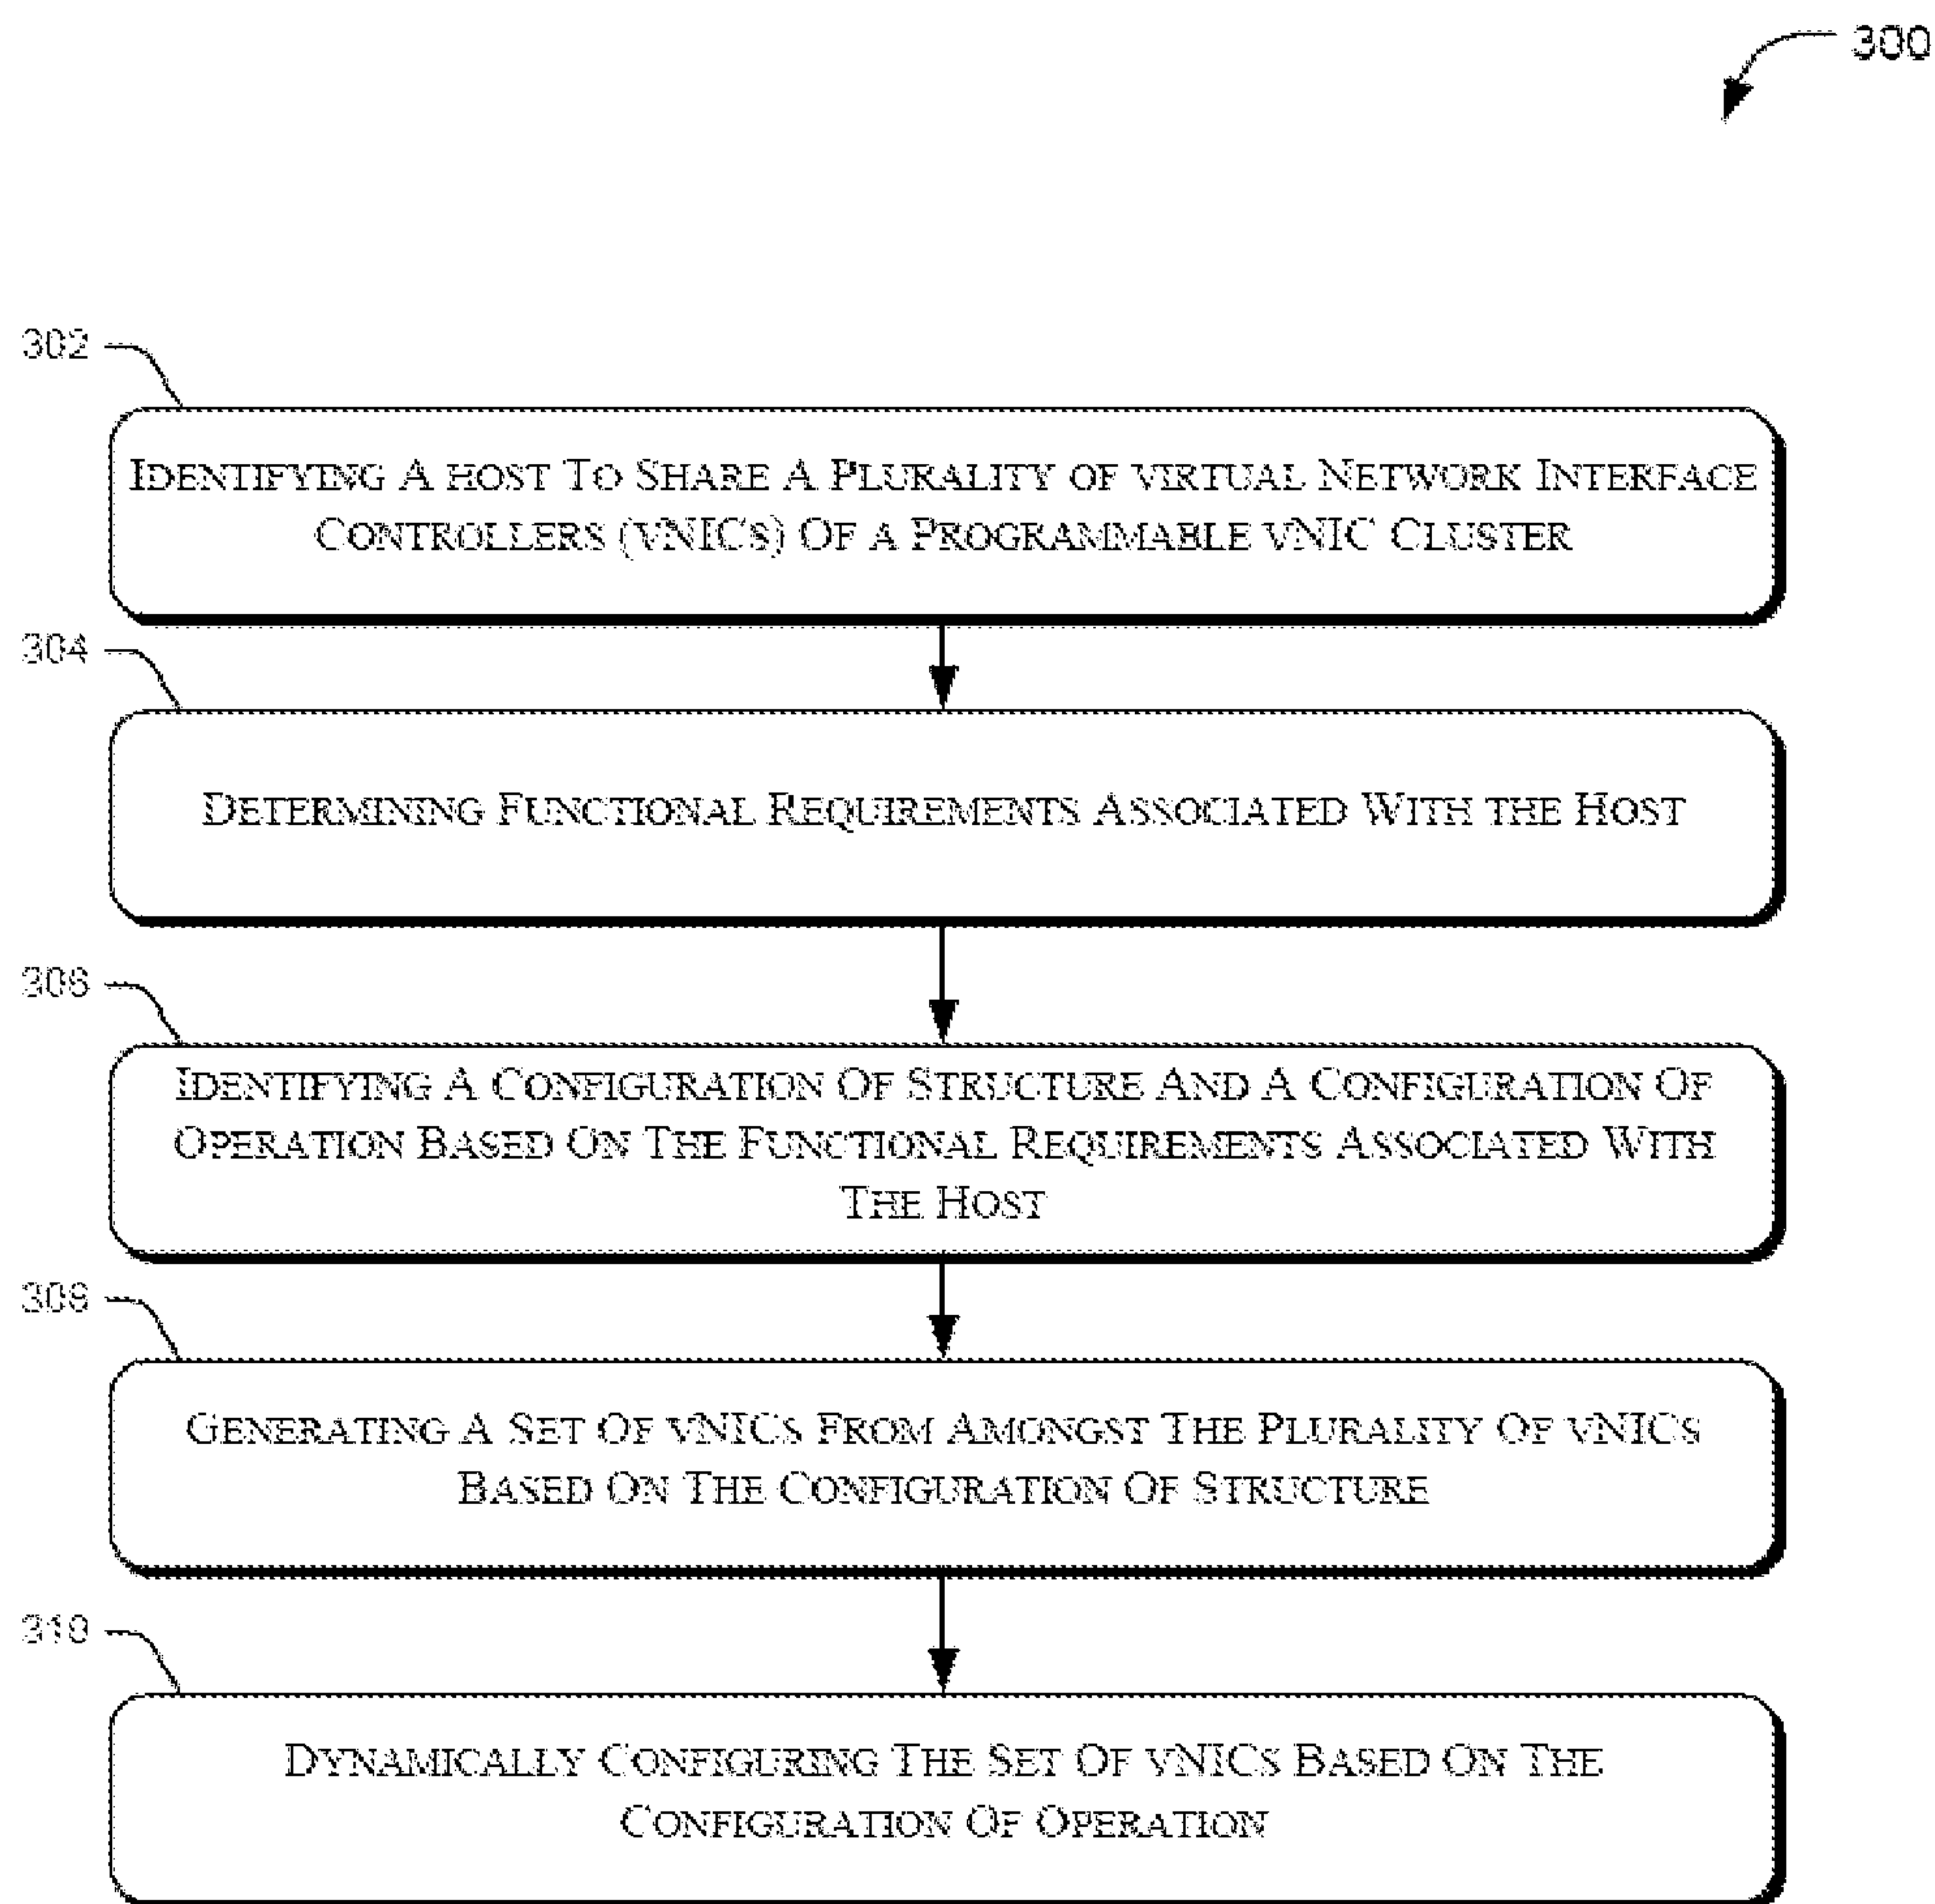 300
302
IDENTIFYING A HOST TO SHARE A PLURALITY OF VIRTUAL NETWORK INTERFACE
CONTROLLERS (VNICS) OF A PROGRAMMABLE VNIC CLUSTER
304
DETERMINING FUNCTIONAL REQUIREMENTS ASSOCIATED WITH THE HOST
306
IDENTIFYING A CONFIGURATION OF STRUCTURE AND A CONFIGURATION OF
OPERATION BASED ON THE FUNCTIONAL REQUIREMENTS ASSOCIATED WITH
THE HOST
308
GENERATING A SET OF VNICS FROM AMONGST THE PLURALITY OF VNICS
BASED ON THE CONFIGURATION OF STRUCTURE
310
DYNAMICALLY CONFIGURING THE SET OF VNICS BASED ON THE
CONFIGURATION OF OPERATION